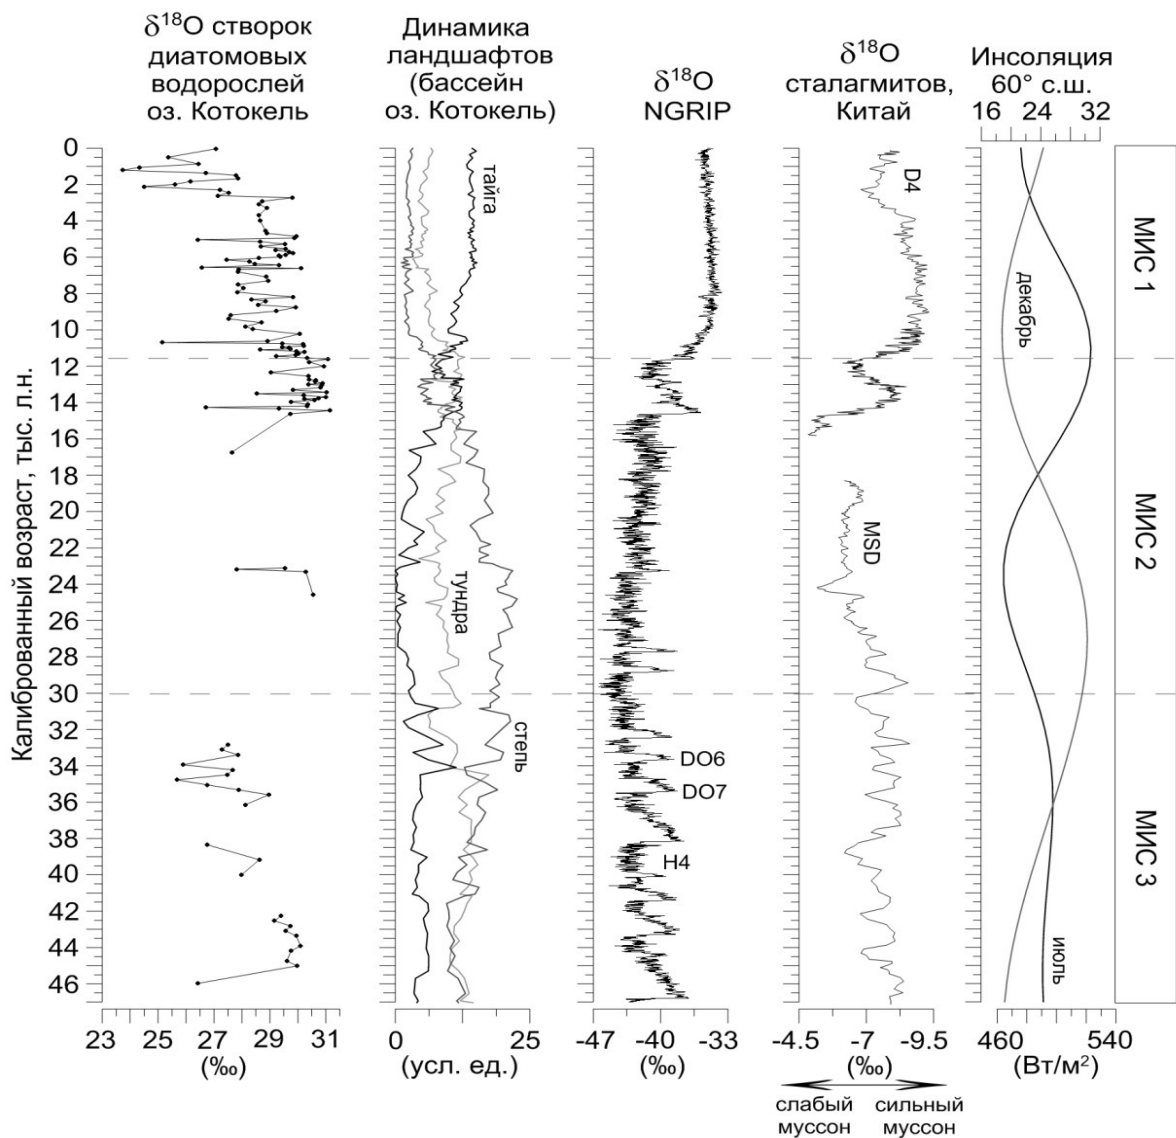 δ18O створок
диатомовых
водорослей
оз. Котокель
Динамика
ландшафтов
(бассейн
оз. Котокель)
δ18O
NGRIP
δ18O
сталагмитов,
Китай
Инсоляция
60° с.ш.
16 24 32
Калиброванный возраст, тыс. л.н.
0
2
4
6
8
10
12
14
16
18
20
22
24
26
28
30
32
34
36
38
40
42
44
46
тайга
тундра
степь
DO6
DO7
H4
D4
MSD
декабрь
июль
МИС 1
МИС 2
МИС 3
23 25 27 29 31
(‰)
0 25
(усл. ед.)
-47 -40 -33
(‰)
-4.5 -7 -9.5
(‰)
460 540
(Вт/м²)
слабый
муссон
сильный
муссон